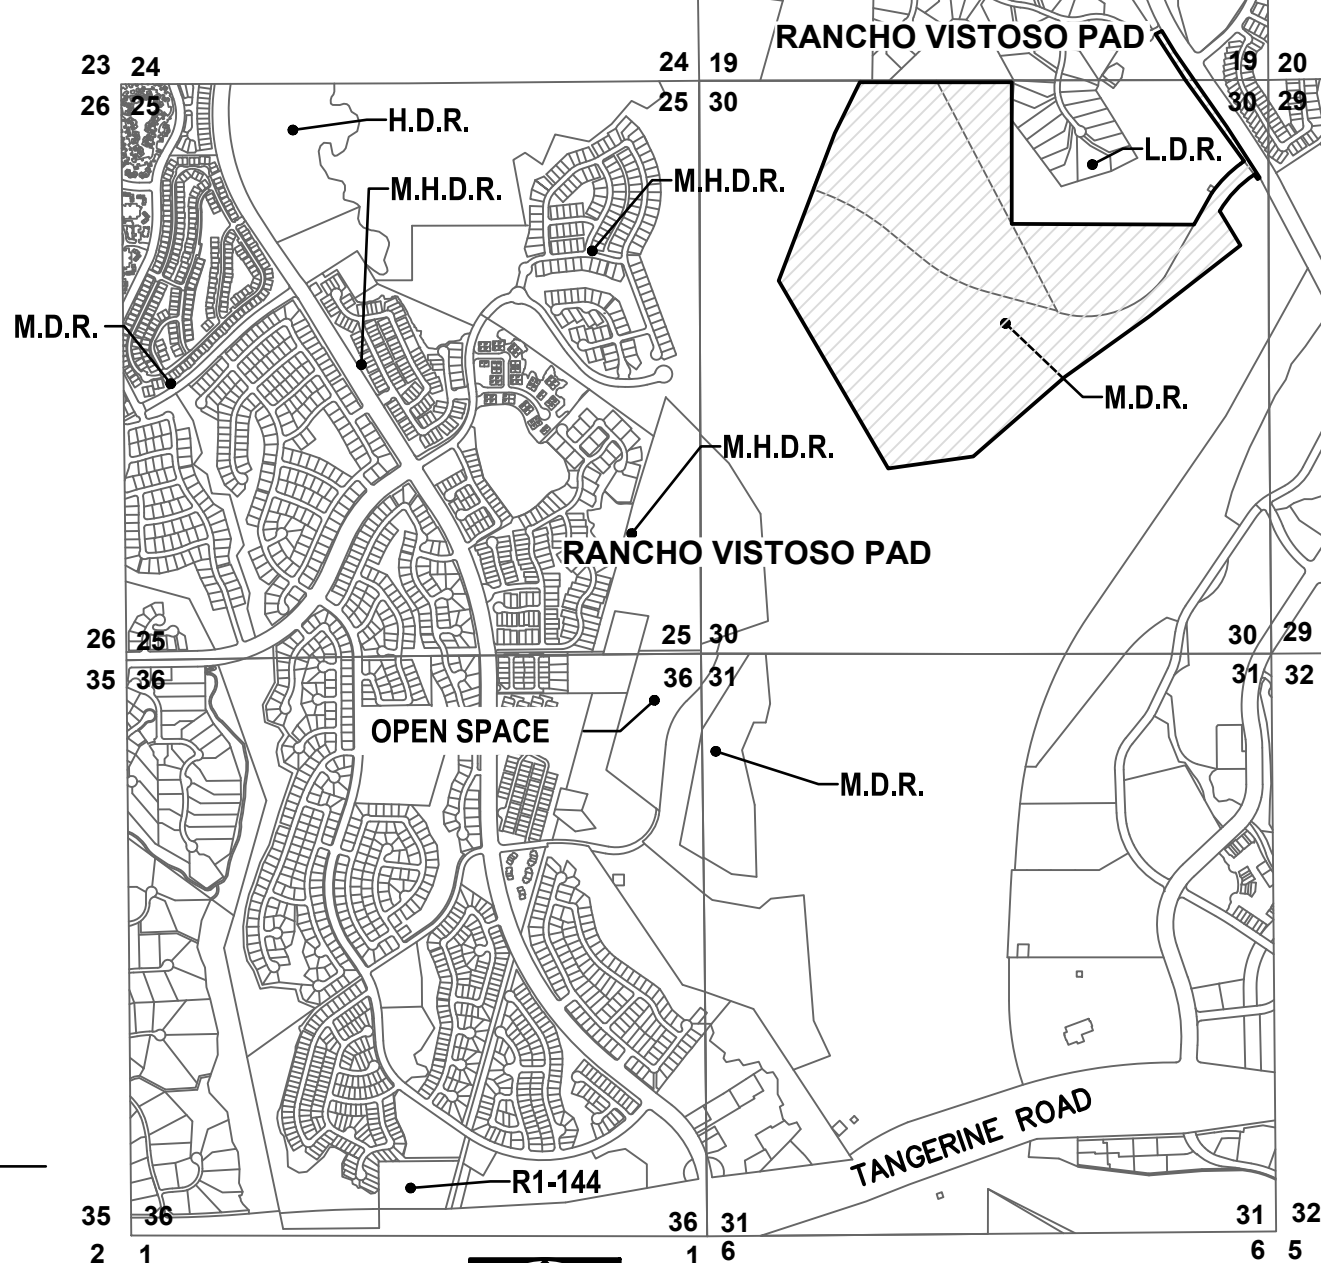 RANCHO VISTOSO PAD
23 24 24 19 19 20
26 25 25 30 30 29
H.D.R.
L.D.R.
M.H.D.R. M.H.D.R.
M.D.R.
M.D.R.
M.H.D.R.
RANCHO VISTOSO PAD
26 25 25 30 30 29
35 36 36 31 31 32
OPEN SPACE
M.D.R.
TANGERINE ROAD
R1-144
35 36 36 31 31 32
2 1 1 6 6 5